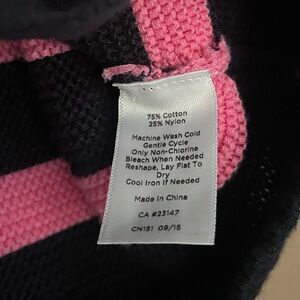 75% Cotton
25% Nylon
Machine Wash Cold
Gentle Cycle
Only Non-Chlorine
Bleach When Needed
Reshape, Lay Flat To
Dry
Cool Iron If Needed
Made In China
CA #23147
CN151 09/15